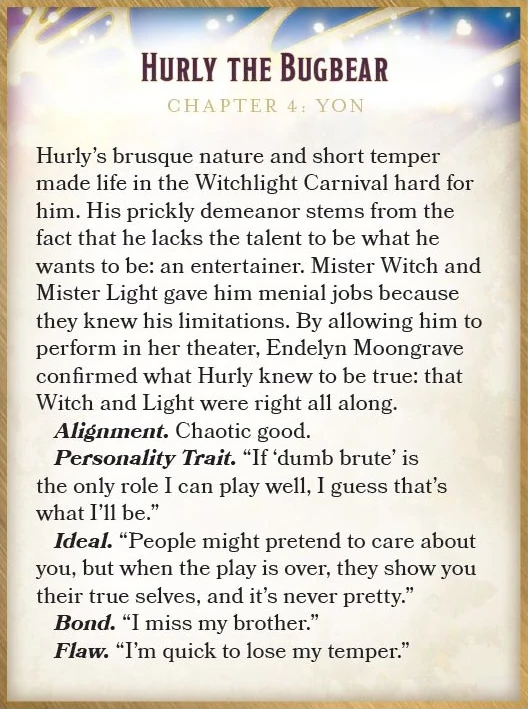 Hurly the Bugbear
Chapter 4: Yon
Hurly’s brusque nature and short temper
made life in the Witchlight Carnival hard for
him. His prickly demeanor stems from the
fact that he lacks the talent to be what he
wants to be: an entertainer. Mister Witch and
Mister Light gave him menial jobs because
they knew his limitations. By allowing him to
perform in her theater, Endelyn Moongrave
confirmed what Hurly knew to be true: that
Witch and Light were right all along.
Alignment. Chaotic good.
Personality Trait. “If ‘dumb brute’ is
the only role I can play well, I guess that’s
what I’ll be.”
Ideal. “People might pretend to care about
you, but when the play is over, they show you
their true selves, and it’s never pretty.”
Bond. “I miss my brother.”
Flaw. “I’m quick to lose my temper.”